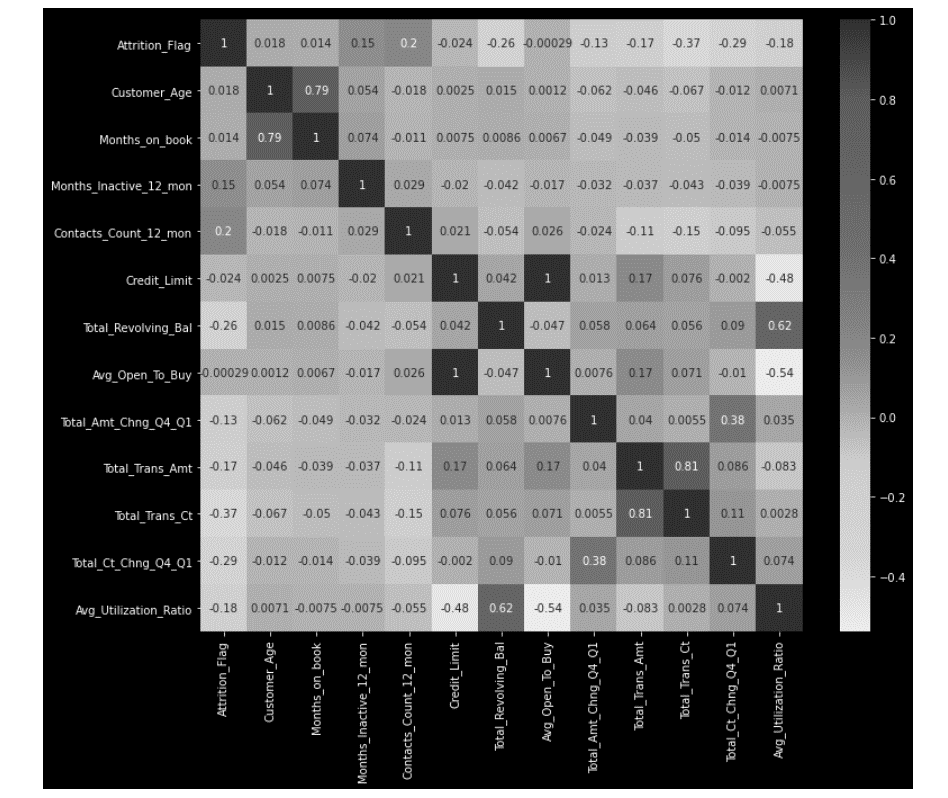 Attrition_Flag 1 0.018 0.014 0.15 0.2 -0.024 -0.26 -0.00029 -0.13 -0.17 -0.37 -0.29 -0.18
Customer_Age 0.018 1 0.79 0.054 -0.018 0.0025 0.015 0.0012 -0.062 -0.046 -0.067 -0.012 0.0071
Months_on_book 0.014 0.79 1 0.074 -0.011 0.0075 0.0086 0.0067 -0.049 -0.039 -0.05 -0.014 -0.0075
Months_Inactive_12_mon 0.15 0.054 0.074 1 0.029 -0.02 -0.042 -0.017 -0.032 -0.037 -0.043 -0.039 -0.0075
Contacts_Count_12_mon 0.2 -0.018 -0.011 0.029 1 0.021 -0.054 0.026 -0.024 -0.11 -0.15 -0.095 -0.055
Credit_Limit -0.024 0.0025 0.0075 -0.02 0.021 1 0.042 1 0.013 0.17 0.076 -0.002 -0.48
Total_Revolving_Bal -0.26 0.015 0.0086 -0.042 -0.054 0.042 1 -0.047 0.058 0.064 0.056 0.09 0.62
Avg_Open_To_Buy -0.00029 0.0012 0.0067 -0.017 0.026 1 -0.047 1 0.0076 0.17 0.071 -0.01 -0.54
Total_Amt_Chng_Q4_Q1 -0.13 -0.062 -0.049 -0.032 -0.024 0.013 0.058 0.0076 1 0.04 0.0055 0.38 0.035
Total_Trans_Amt -0.17 -0.046 -0.039 -0.037 -0.11 0.17 0.064 0.17 0.04 1 0.81 0.086 -0.083
Total_Trans_Ct -0.37 -0.067 -0.05 -0.043 -0.15 0.076 0.056 0.071 0.0055 0.81 1 0.11 0.0028
Total_Ct_Chng_Q4_Q1 -0.29 -0.012 -0.014 -0.039 -0.095 -0.002 0.09 -0.01 0.38 0.086 0.11 1 0.074
Avg_Utilization_Ratio -0.18 0.0071 -0.0075 -0.0075 -0.055 -0.48 0.62 -0.54 0.035 -0.083 0.0028 0.074 1
Attrition_Flag
Customer_Age
Months_on_book
Months_Inactive_12_mon
Contacts_Count_12_mon
Credit_Limit
Total_Revolving_Bal
Avg_Open_To_Buy
Total_Amt_Chng_Q4_Q1
Total_Trans_Amt
Total_Trans_Ct
Total_Ct_Chng_Q4_Q1
Avg_Utilization_Ratio
1.0
0.8
0.6
0.4
0.2
0.0
-0.2
-0.4